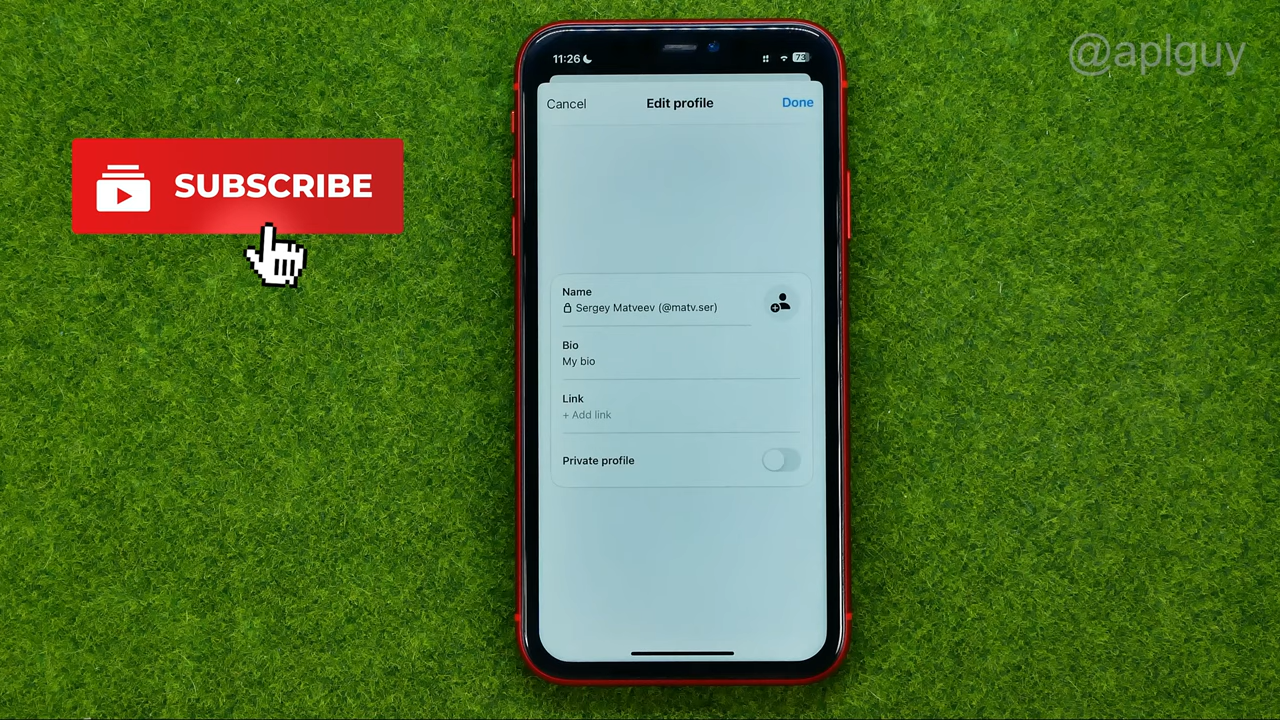 @aplguy
11:26
73
Cancel
Edit profile
Done
SUBSCRIBE
Name
Sergey Matveev (@matv.ser)
Bio
My bio
Link
+ Add link
Private profile